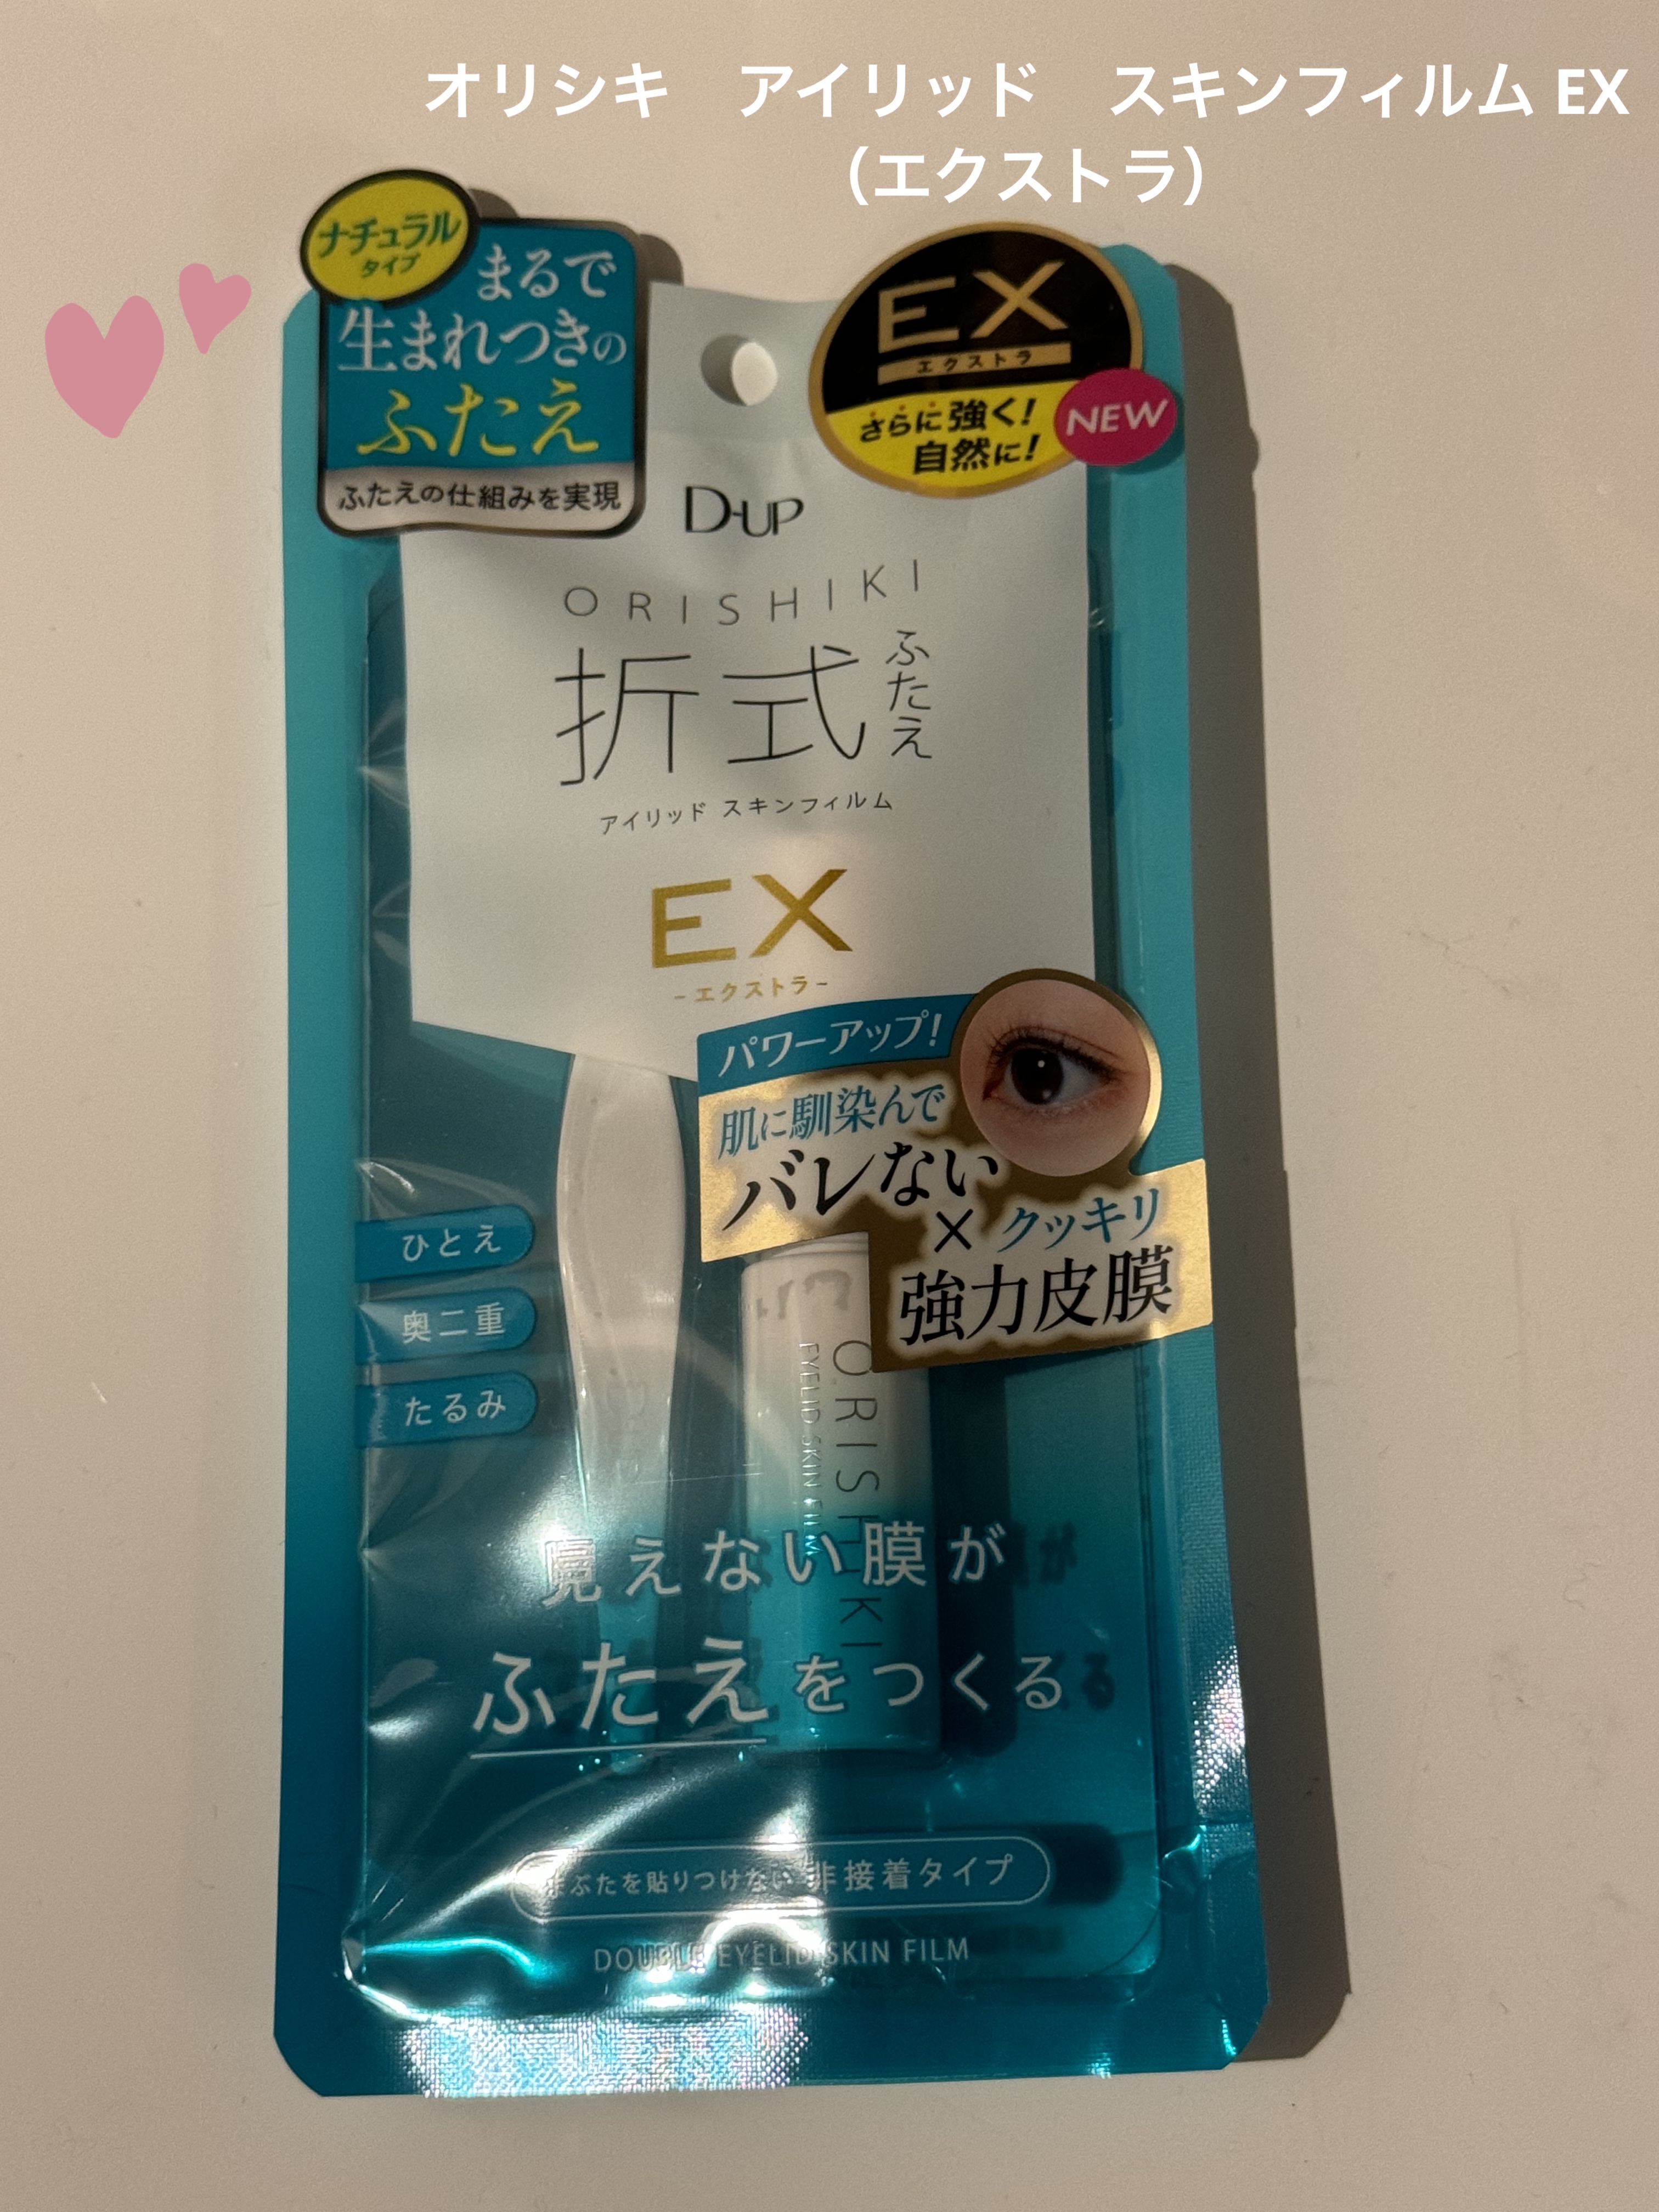 オリシキ　アイリッド　スキンフィルム EX
（エクストラ）
ナチュラル
タイプ
まるで
生まれつきの
ふたえ
ふたえの仕組みを実現
EX
エクストラ
さらに強く!
自然に!
NEW
D-UP
ORISHIKI
折式
ふたえ
アイリッド スキンフィルム
EX
-エクストラ-
パワーアップ!
肌に馴染んで
バレない
×クッキリ
強力皮膜
ひとえ
奥二重
たるみ
ORISHIKI
EYELID SKIN FILM
見えない膜が
ふたえをつくる
まぶたを貼りつけない 非接着タイプ
DOUBLE EYELID SKIN FILM